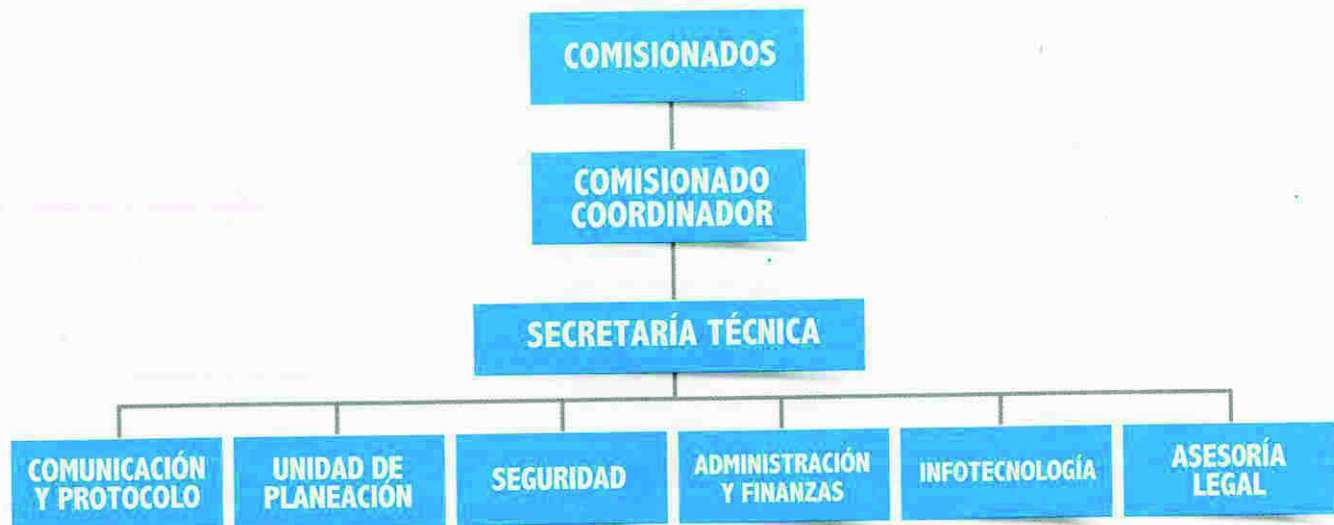 COMISIONADOS
COMISIONADO
COORDINADOR
SECRETARÍA TÉCNICA
COMUNICACIÓN
Y PROTOCOLO
UNIDAD DE
PLANEACIÓN
SEGURIDAD
ADMINISTRACIÓN
Y FINANZAS
INFOTECNOLOGÍA
ASESORÍA
LEGAL